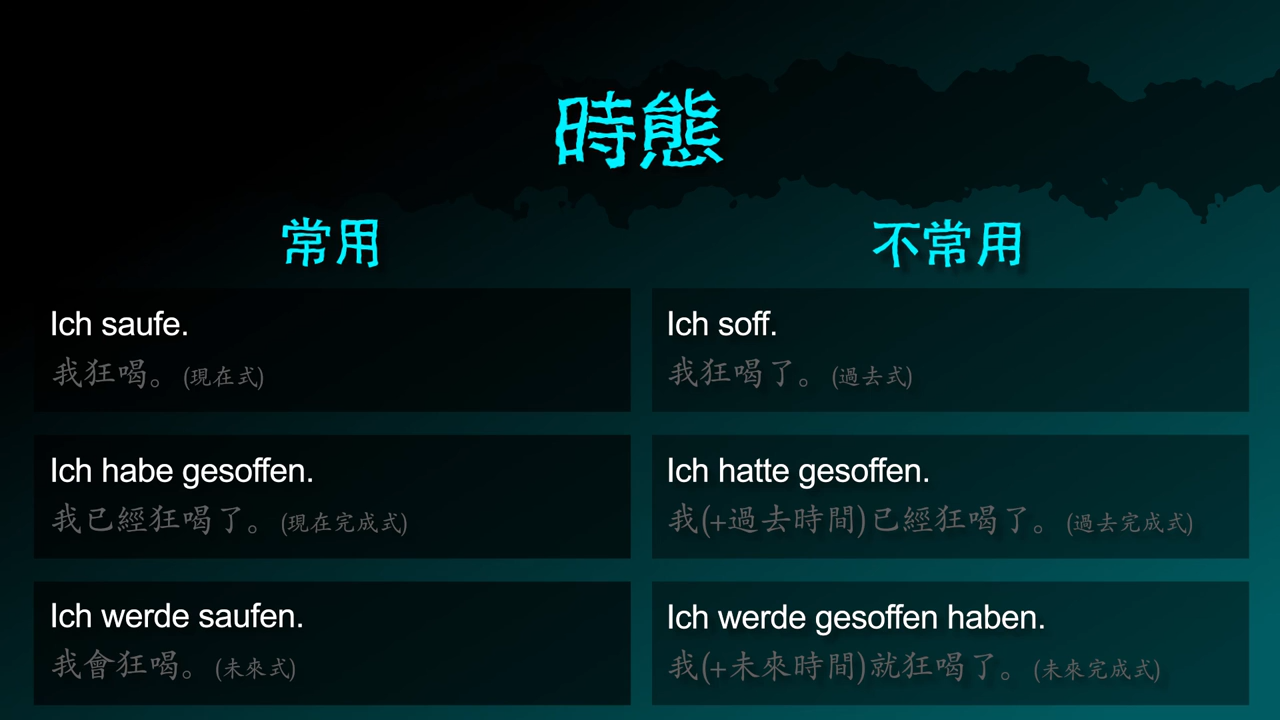 時態
常用
Ich saufe.
我狂喝。(現在式)
Ich habe gesoffen.
我已經狂喝了。(現在完成式)
Ich werde saufen.
我會狂喝。(未來式)
不常用
Ich soff.
我狂喝了。(過去式)
Ich hatte gesoffen.
我(+過去時間)已經狂喝了。(過去完成式)
Ich werde gesoffen haben.
我(+未來時間)就狂喝了。(未來完成式)